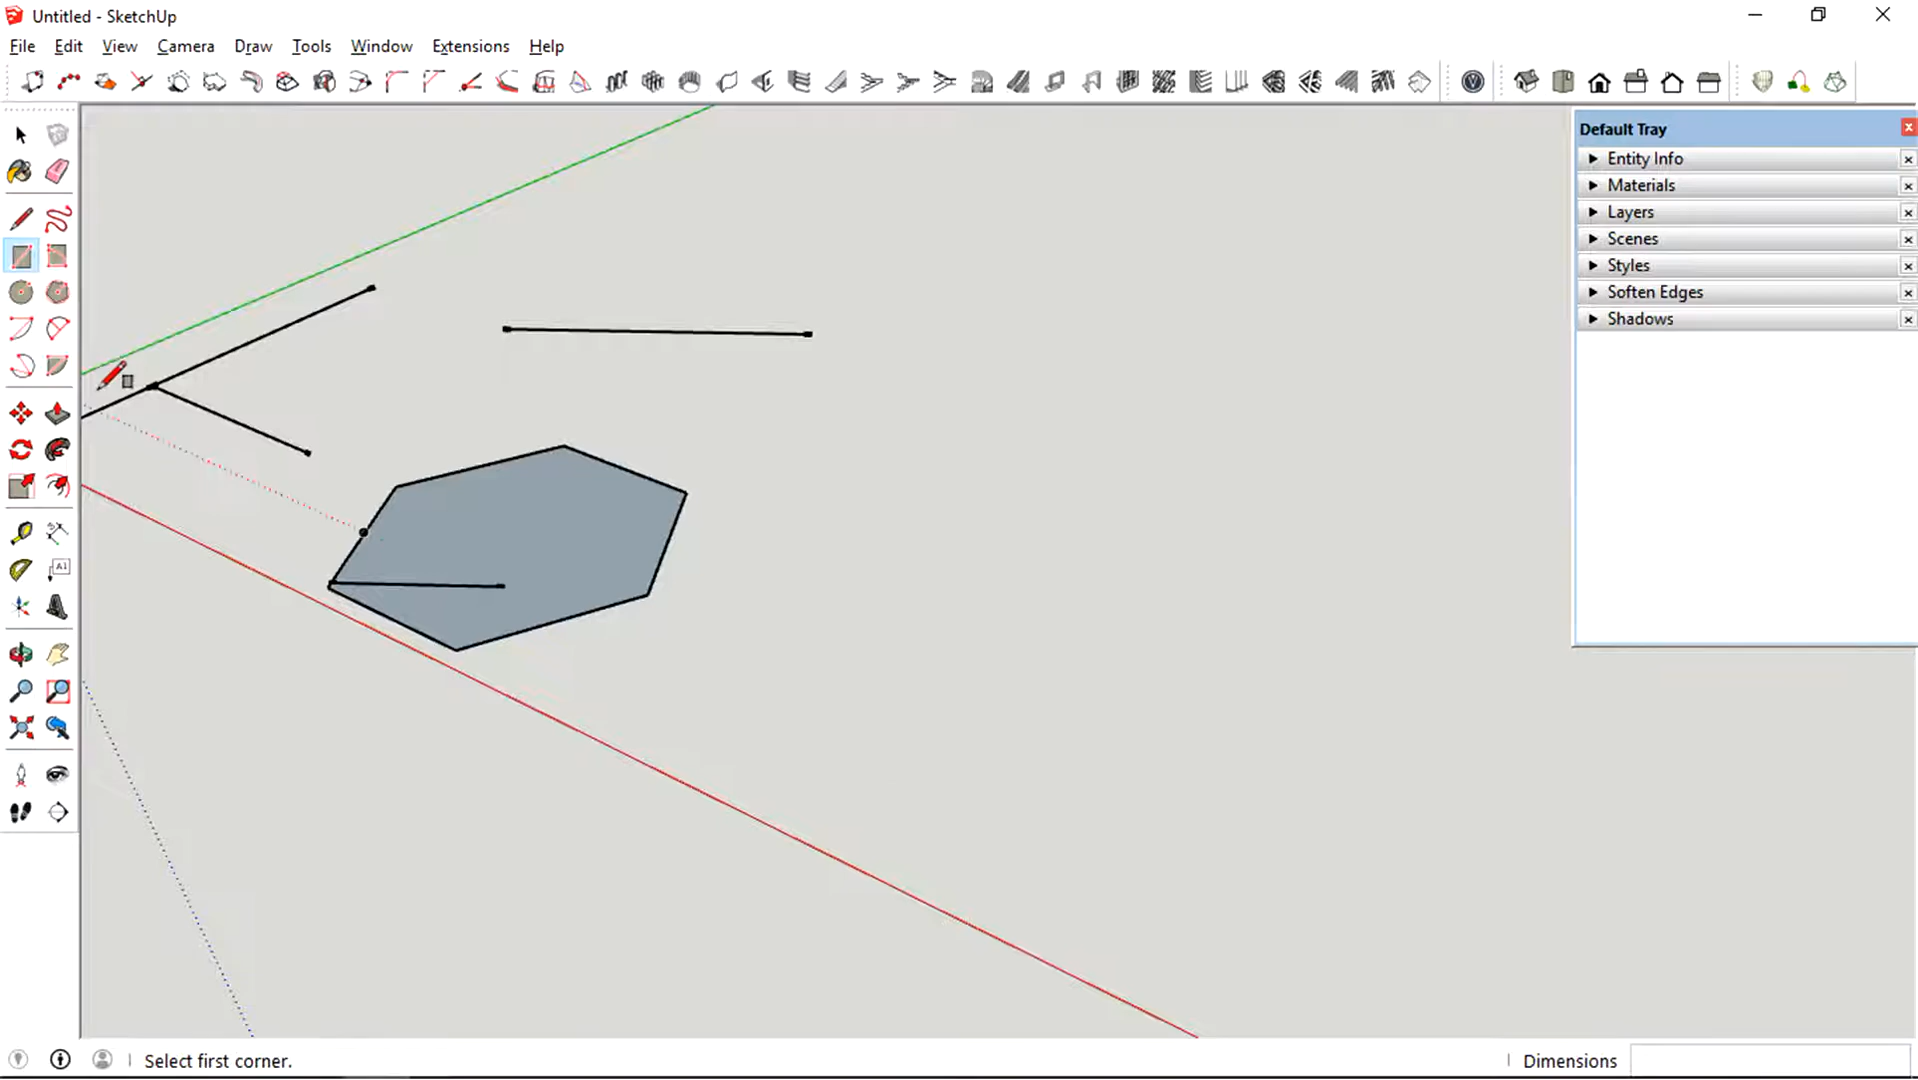 Untitled - SketchUp
File Edit View Camera Draw Tools Window Extensions Help
Default Tray
Entity Info
Materials
Layers
Scenes
Styles
Soften Edges
Shadows
A1
Select first corner.
Dimensions